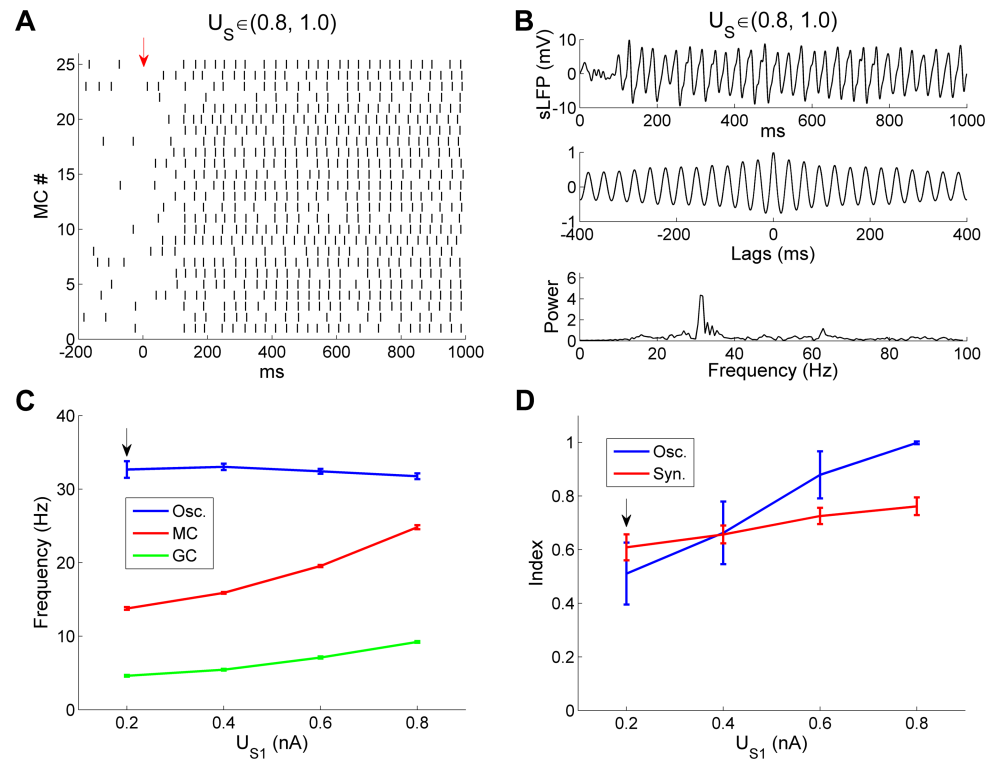 A
U_S∈(0.8, 1.0)
MC #
25
20
15
10
5
0
-200 0 200 400 600 800 1000
ms
B
U_S∈(0.8, 1.0)
sLFP (mV)
10
0
-10
0 200 400 600 800 1000
ms
1
0
-1
-400 -200 0 200 400
Lags (ms)
Power
6
4
2
0
0 20 40 60 80 100
Frequency (Hz)
C
Frequency (Hz)
40
30
20
10
0
Osc.
MC
GC
0.2 0.4 0.6 0.8
U_S1 (nA)
D
Index
1
0.8
0.6
0.4
0.2
0
Osc.
Syn.
0.2 0.4 0.6 0.8
U_S1 (nA)